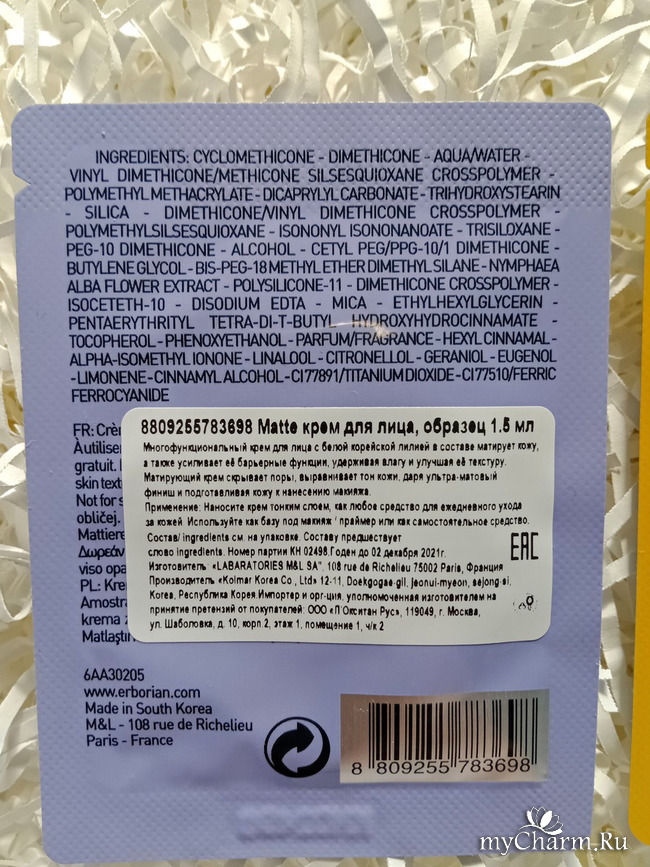 INGREDIENTS: CYCLOMETHICONE - DIMETHICONE - AQUA/WATER -
VINYL DIMETHICONE/METHICONE SILSESQUIOXANE CROSSPOLYMER -
POLYMETHYL METHACRYLATE - DICAPRYLYL CARBONATE - TRIHYDROXYSTEARIN
- SILICA - DIMETHICONE/VINYL DIMETHICONE CROSSPOLYMER -
POLYMETHYLSILSESQUIOXANE - ISONONYL ISONONANOATE - TRISILOXANE -
PEG-10 DIMETHICONE - ALCOHOL - CETYL PEG/PPG-10/1 DIMETHICONE -
BUTYLENE GLYCOL - BIS-PEG-18 METHYL ETHER DIMETHYL SILANE - NYMPHAEA
ALBA FLOWER EXTRACT - POLYSILICONE-11 - DIMETHICONE CROSSPOLYMER -
ISOCETETH-10 - DISODIUM EDTA - MICA - ETHYLHEXYLGLYCERIN -
PENTAERYTHRITYL TETRA-DI-T-BUTYL HYDROXYHYDROCINNAMATE -
TOCOPHEROL - PHENOXYETHANOL - PARFUM/FRAGRANCE - HEXYL CINNAMAL -
ALPHA-ISOMETHYL IONONE - LINALOOL - CITRONELLOL - GERANIOL - EUGENOL
- LIMONENE - CINNAMYL ALCOHOL - CI 77891/TITANIUM DIOXIDE - CI 77510/FERRIC
FERROCYANIDE
FR: Crè
À utilise
gratuit.
skin text
Not for s
obličej.
Mattiere
Δωρεάν
viso opa
PL: Kre
Amostra
krema z
Matlaştın
8809255783698 Matte крем для лица, образец 1.5 мл
Многофункциональный крем для лица с белой корейской лилией в составе матирует кожу,
а также усиливает её барьерные функции, удерживая влагу и улучшая её текстуру.
Матирующий крем скрывает поры, выравнивает тон кожи, даря ультра-матовый
финиш и подготавливая кожу к нанесению макияжа.
Применение: Наносите крем тонким слоем, как любое средство для ежедневного ухода
за кожей. Используйте как базу под макияж / праймер или как самостоятельное средство.
Состав/ ingredients см. на упаковке. Составу предшествует
слово ingredients. Номер партии КН 02498.Годен до 02 декабря 2021г.
Изготовитель: «LABARATORIES M&L SA", 108 rue de Richelieu 75002 Paris, Франция
Производитель «Kolmar Korea Co., Ltd» 12-11, Deokgogae-gil, jeonui-myeon, sejong-si,
Korea, Республика Корея Импортер и орг-ция, уполномоченная изготовителем на
принятие претензий от покупателей: ООО «Л'Окситан Рус», 119049, г. Москва,
ул. Шаболовка, д. 10, корп.2, этаж 1, помещение 1, ч/к 2
EAC
6AA30205
www.erborian.com
Made in South Korea
M&L - 108 rue de Richelieu
Paris - France
8 809255 783698
myCharm.Ru